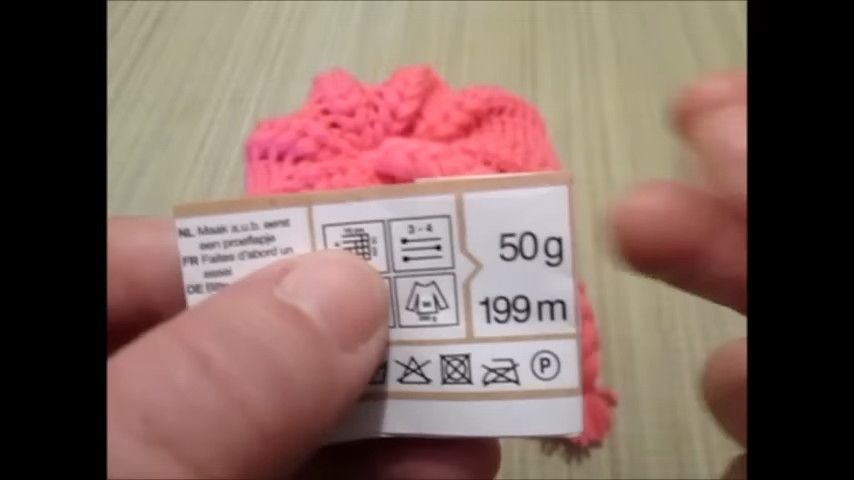 NL Maak a.u.b. eerst
een proeflapje
FR Faites d'abord un
essai
DE
3 - 4
50 g
199 m
P